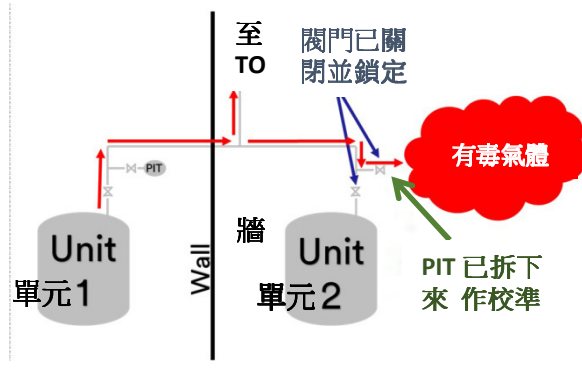 至
TO
閥門已關
閉並鎖定
有毒氣體
PIT
Unit
單元1
Wall
牆
Unit
單元2
PIT 已拆下
來 作校準